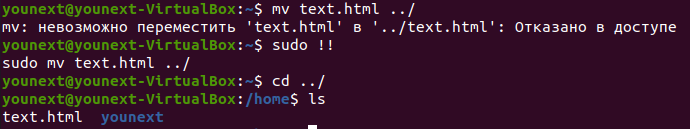 younext@younext-VirtualBox:~$ mv text.html ../
mv: невозможно переместить 'text.html' в '../text.html': Отказано в доступе
younext@younext-VirtualBox:~$ sudo !!
sudo mv text.html ../
younext@younext-VirtualBox:~$ cd ../
younext@younext-VirtualBox:/home$ ls
text.html  younext